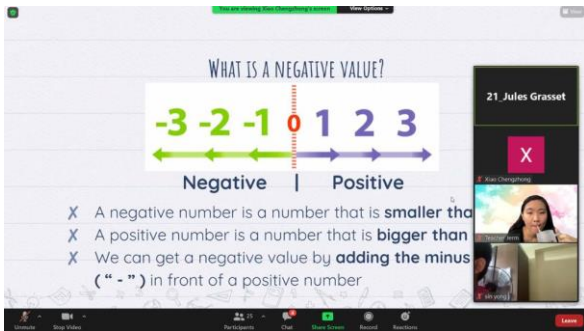 You are viewing Xiao Chengzhong's screen View Options
View
WHAT IS A NEGATIVE VALUE?
-3 -2 -1 0 1 2 3
Negative | Positive
21_Jules Grasset
X
Xiao Chengzhong
✗ A negative number is a number that is smaller tha
✗ A positive number is a number that is bigger than
✗ We can get a negative value by adding the minus
( “ - ” ) in front of a positive number
Unmute Stop Video Participants Chat Share Screen Record Reactions Leave